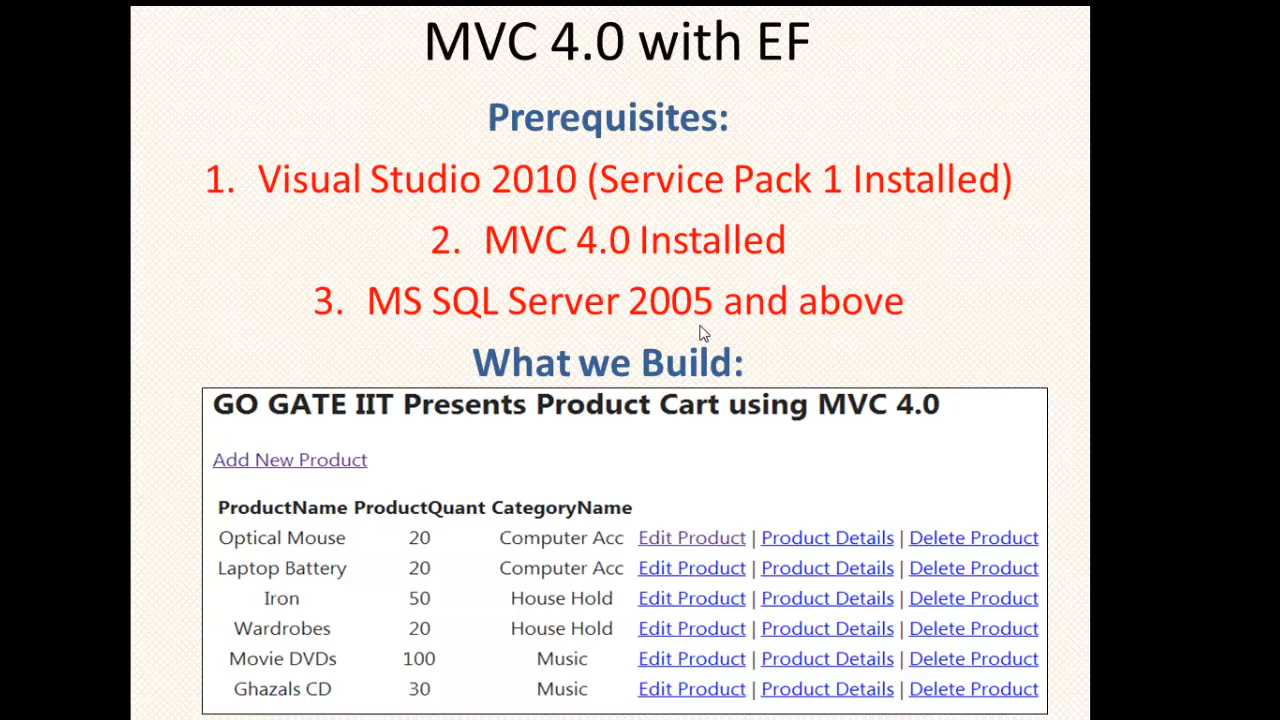 MVC 4.0 with EF
Prerequisites:
1. Visual Studio 2010 (Service Pack 1 Installed)
2. MVC 4.0 Installed
3. MS SQL Server 2005 and above
What we Build:
GO GATE IIT Presents Product Cart using MVC 4.0
Add New Product
ProductName ProductQuant CategoryName
Optical Mouse 20 Computer Acc Edit Product | Product Details | Delete Product
Laptop Battery 20 Computer Acc Edit Product | Product Details | Delete Product
Iron 50 House Hold Edit Product | Product Details | Delete Product
Wardrobes 20 House Hold Edit Product | Product Details | Delete Product
Movie DVDs 100 Music Edit Product | Product Details | Delete Product
Ghazals CD 30 Music Edit Product | Product Details | Delete Product